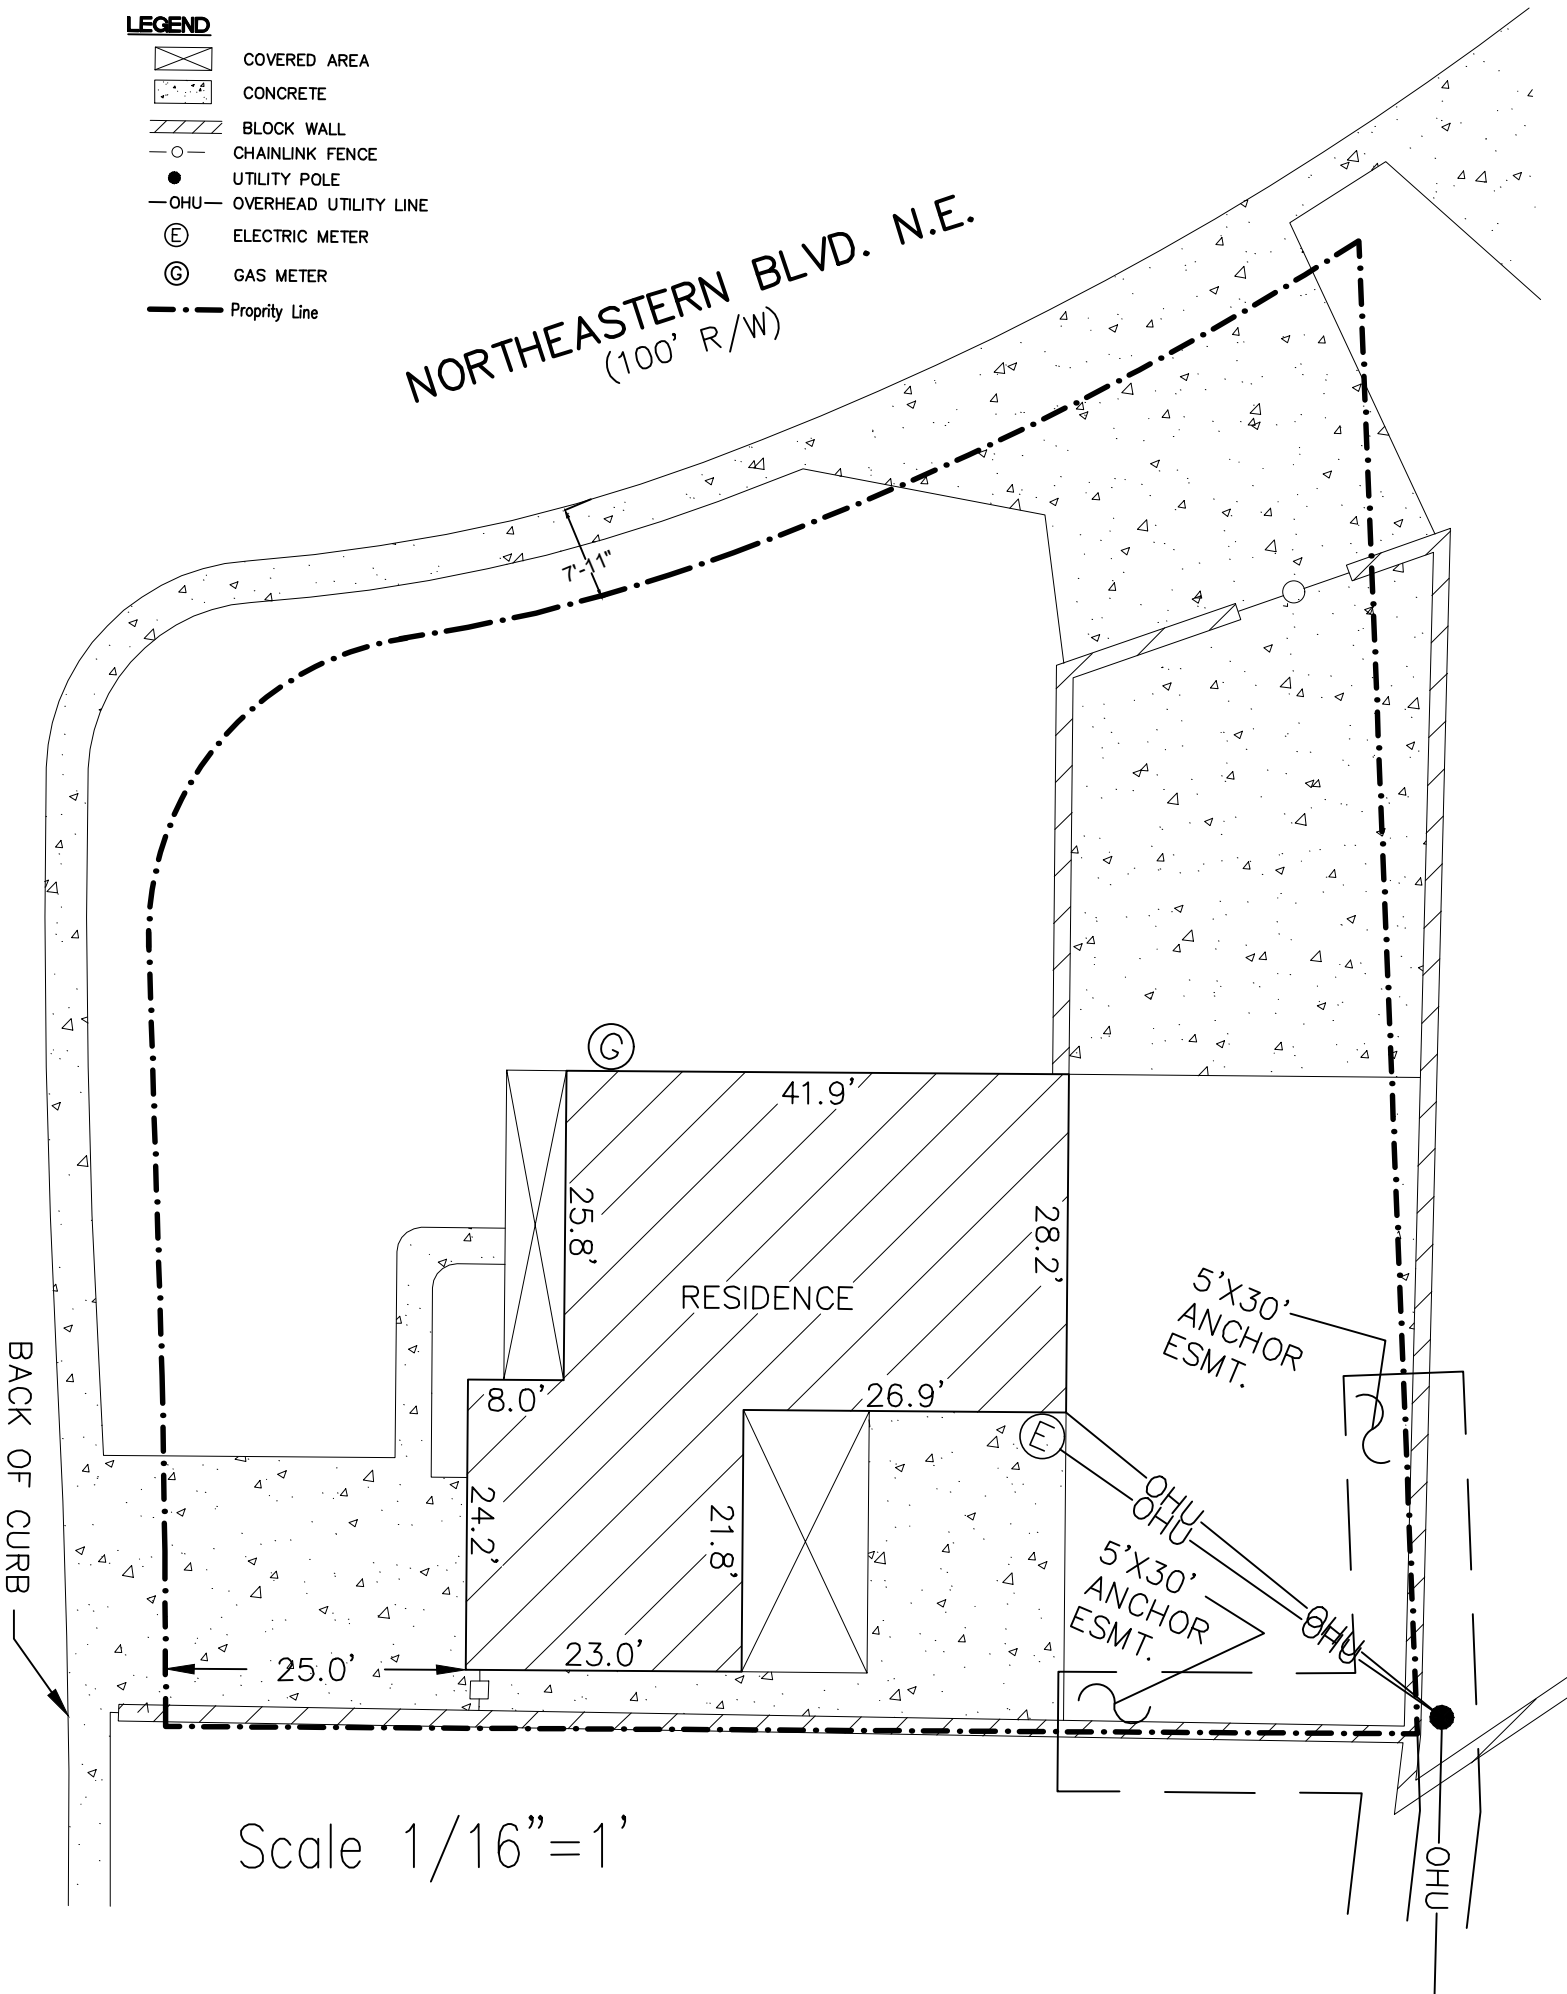 LEGEND
COVERED AREA
CONCRETE
BLOCK WALL
CHAINLINK FENCE
UTILITY POLE
OHU OVERHEAD UTILITY LINE
E ELECTRIC METER
G GAS METER
Proprity Line
NORTHEASTERN BLVD. N.E.
(100' R/W)
7'-11"
G
41.9'
25.8'
28.2'
RESIDENCE
5'X30'
ANCHOR
ESMT.
8.0'
26.9'
E
BACK OF CURB
24.2'
21.8'
OHU
OHU
5'X30'
ANCHOR
ESMT.
OHU
OHU
23.0'
25.0'
Scale 1/16"=1'
OHU